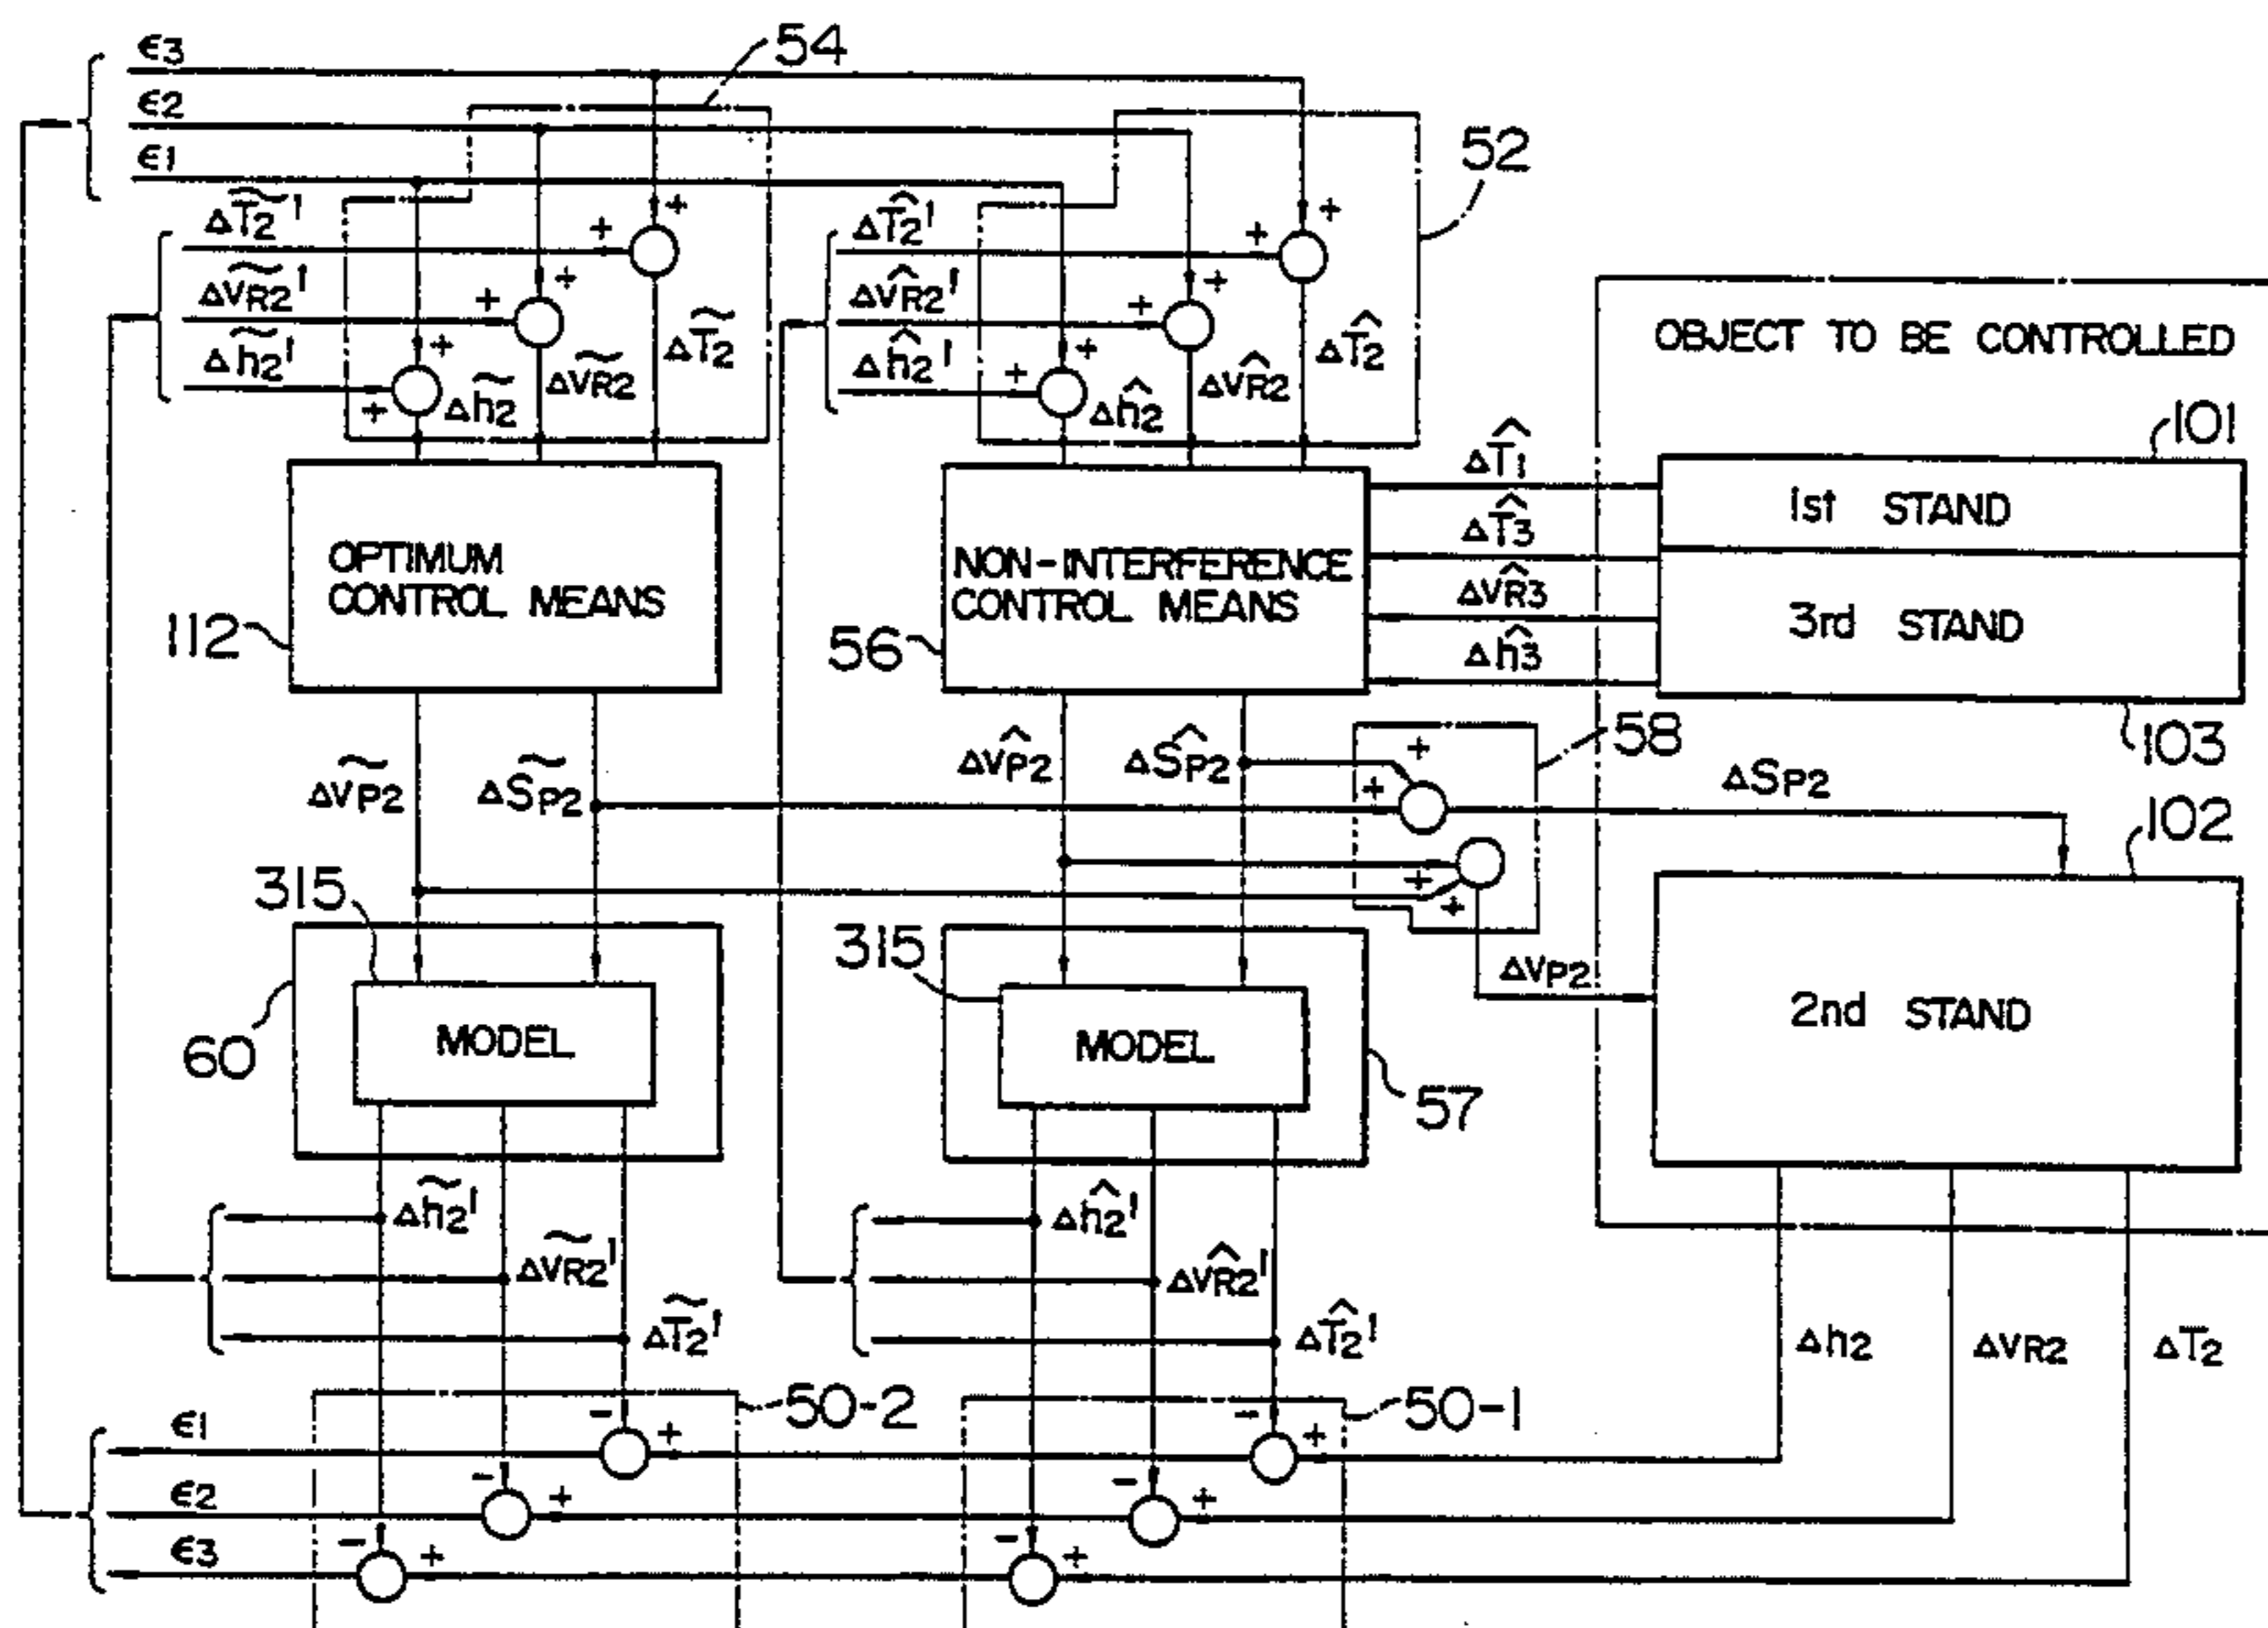 ϵ3
54
ϵ2
ϵ1
52
ΔT̃2'
ΔṽR2'
Δh̃2'
+
+
+
+
+
+
Δh̃2
ΔṽR2
ΔT̃2
ΔT̂2'
Δv̂R2'
Δĥ2'
+
+
+
+
+
+
Δĥ2
Δv̂R2
ΔT̂2
OBJECT TO BE CONTROLLED
101
OPTIMUM
CONTROL MEANS
112
NON-INTERFERENCE
CONTROL MEANS
56
ΔT̂1
ΔT̂3
Δv̂R3
Δĥ3
1st STAND
3rd STAND
103
ΔṽP2
ΔS̃P2
Δv̂P2
ΔŜP2
+
+
+
+
58
ΔSP2
102
315
MODEL
60
315
MODEL
57
ΔvP2
2nd STAND
Δh̃2'
ΔṽR2'
ΔT̃2'
Δĥ2'
Δv̂R2'
ΔT̂2'
Δh2
ΔvR2
ΔT2
50-2
50-1
ϵ1
-
+
-
+
ϵ2
-
+
-
+
ϵ3
-
+
-
+